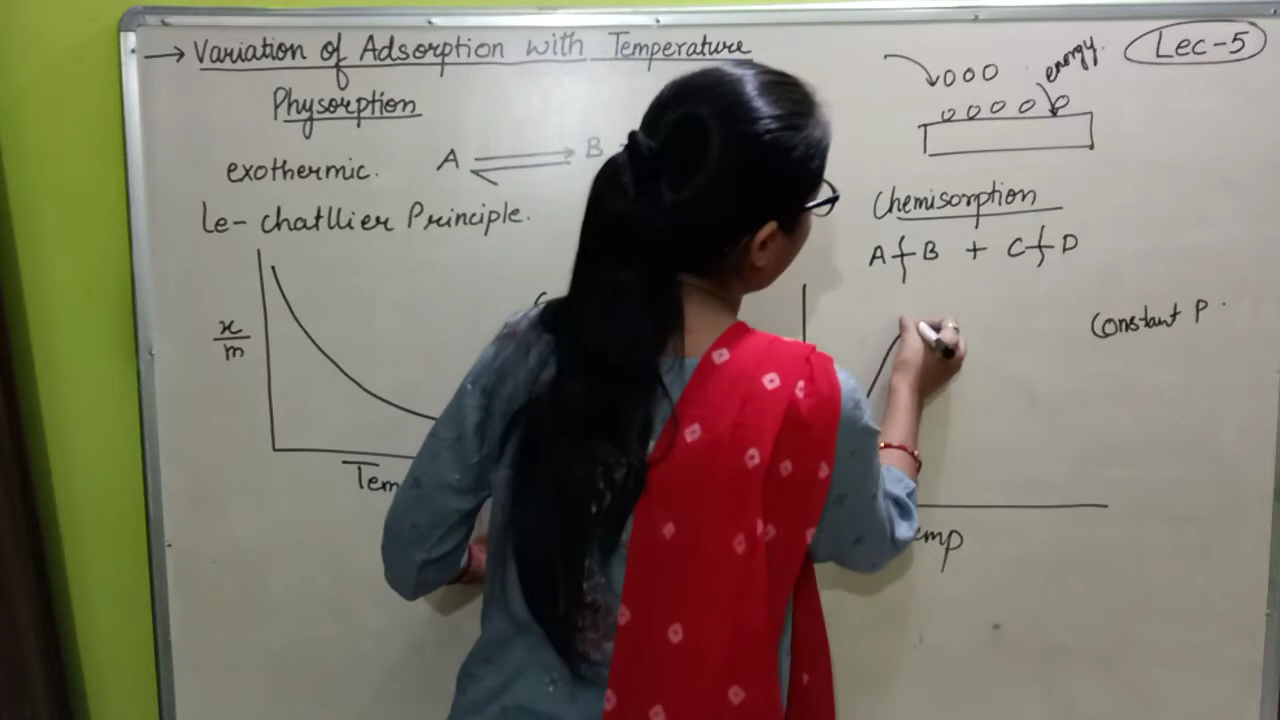 → Variation of Adsorption with Temperature
Lec-5
Physorption
energy.
exothermic. A ⇌ B
Le-chatllier Principle.
Chemisorption
A B + C D
x/m
Constant P.
Tem
emp